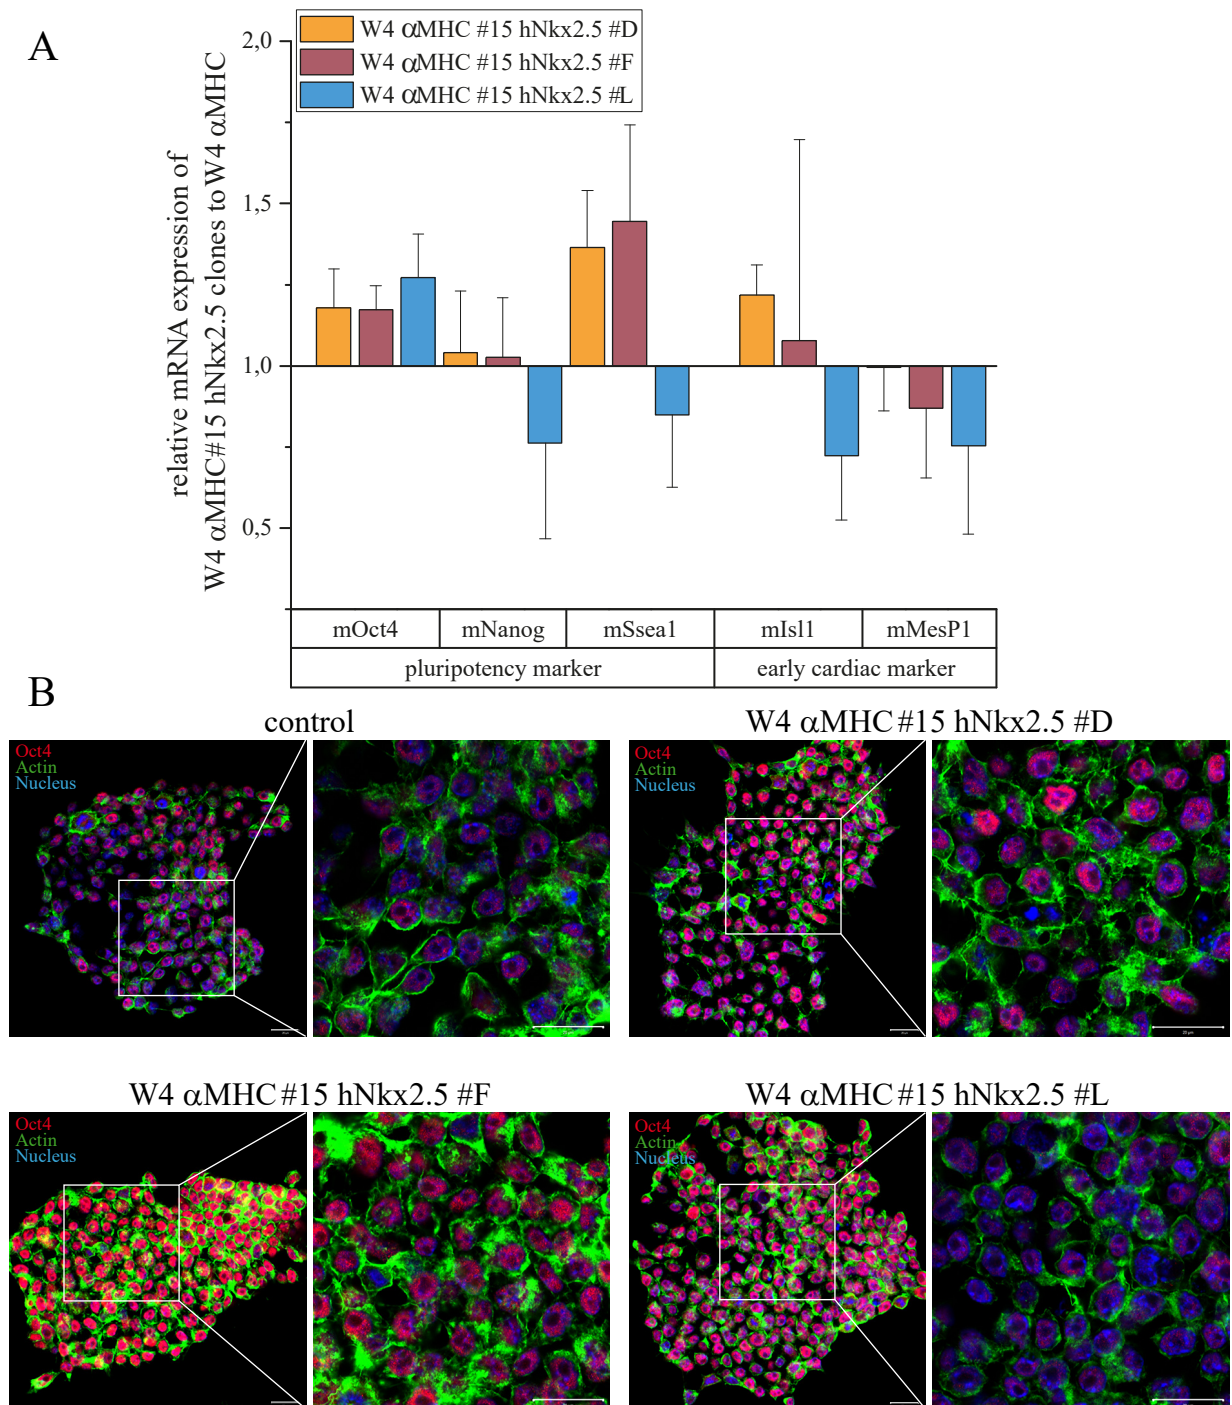 A
W4 αMHC #15 hNkx2.5 #D
W4 αMHC #15 hNkx2.5 #F
W4 αMHC #15 hNkx2.5 #L
relative mRNA expression of
W4 αMHC#15 hNkx2.5 clones to W4 αMHC
2,0
1,5
1,0
0,5
mOct4 mNanog mSsea1 mIsl1 mMesP1
pluripotency marker early cardiac marker
B
control
Oct4
Actin
Nucleus
W4 αMHC #15 hNkx2.5 #D
Oct4
Actin
Nucleus
20 µm
W4 αMHC #15 hNkx2.5 #F
Oct4
Actin
Nucleus
W4 αMHC #15 hNkx2.5 #L
Oct4
Actin
Nucleus